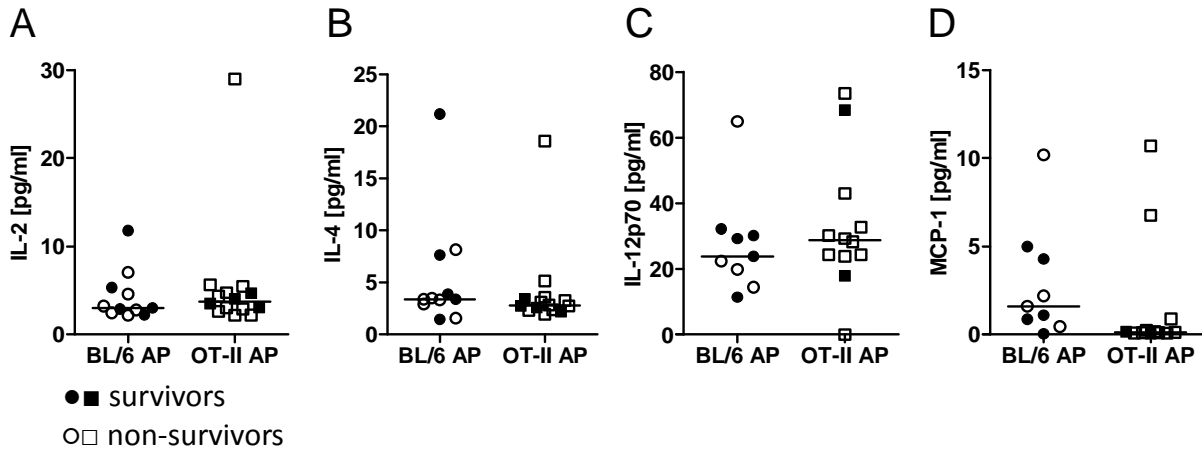 A
IL-2 [pg/ml]
30
20
10
0
BL/6 AP OT-II AP
B
IL-4 [pg/ml]
25
20
15
10
5
0
BL/6 AP OT-II AP
C
IL-12p70 [pg/ml]
80
60
40
20
0
BL/6 AP OT-II AP
D
MCP-1 [pg/ml]
15
10
5
0
BL/6 AP OT-II AP
survivors
non-survivors